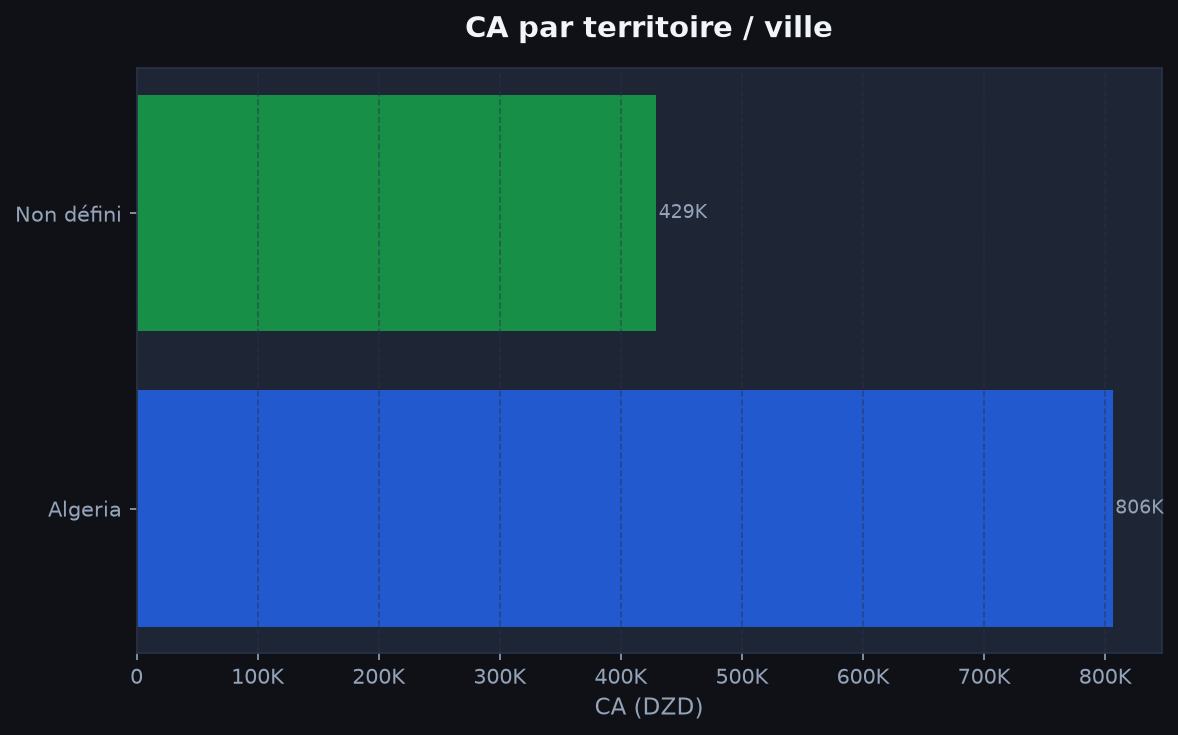 CA par territoire / ville
Non défini
429K
Algeria
806K
0 100K 200K 300K 400K 500K 600K 700K 800K
CA (DZD)